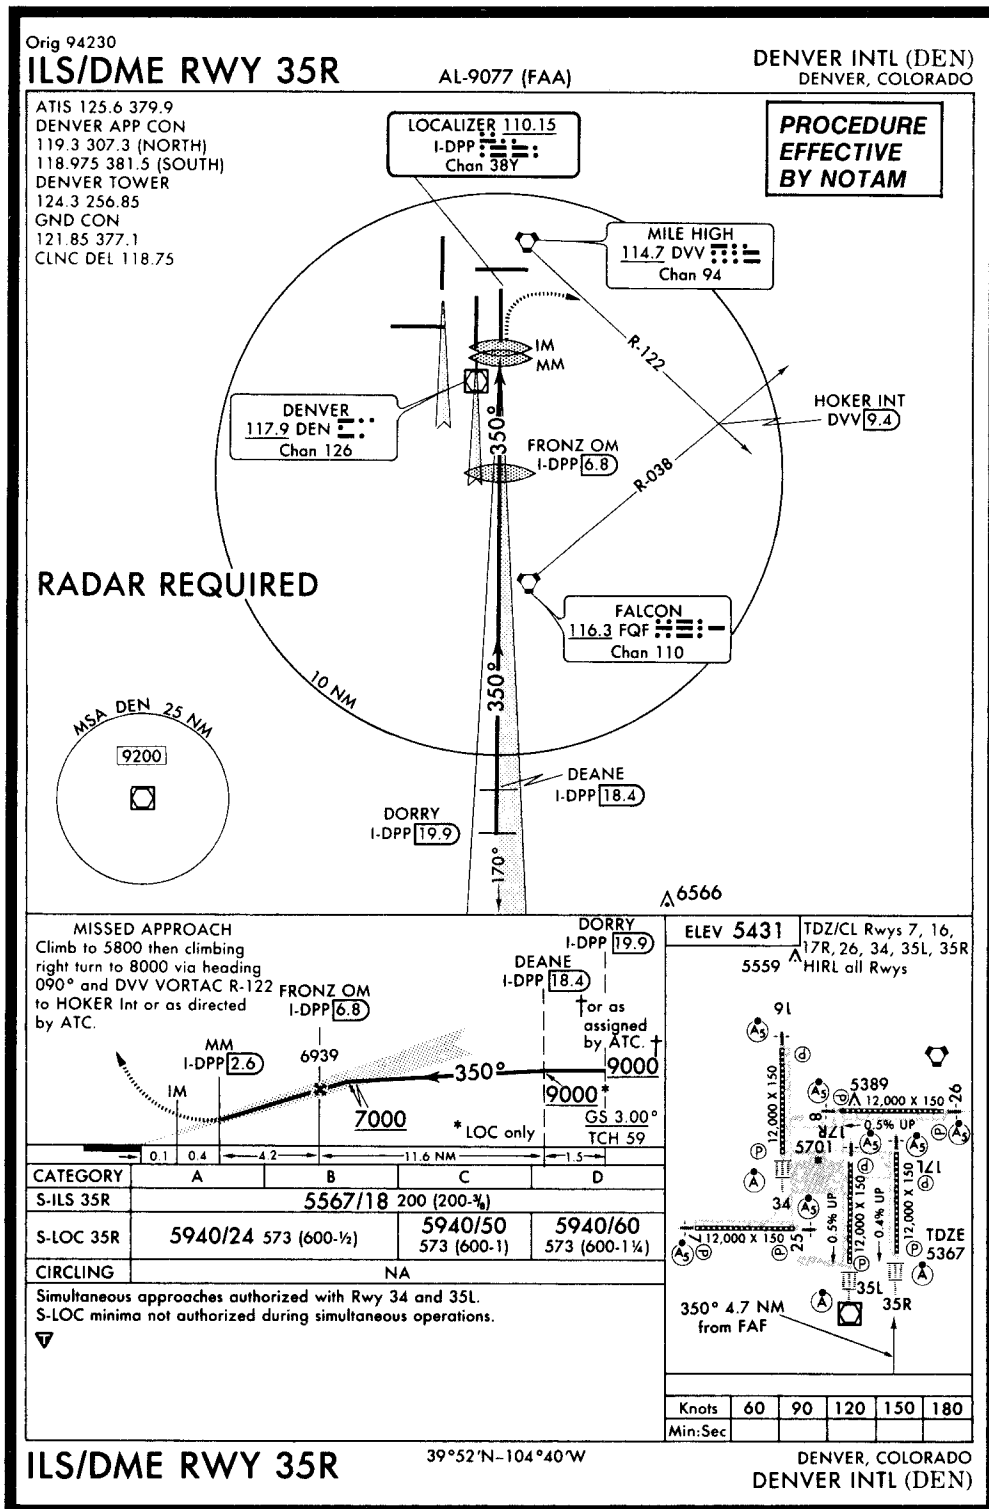 Orig 94230
ILS/DME RWY 35R
AL-9077 (FAA)
DENVER INTL (DEN)
DENVER, COLORADO
ATIS 125.6 379.9
DENVER APP CON
119.3 307.3 (NORTH)
118.975 381.5 (SOUTH)
DENVER TOWER
124.3 256.85
GND CON
121.85 377.1
CLNC DEL 118.75
LOCALIZER 110.15
I-DPP
Chan 38Y
PROCEDURE
EFFECTIVE
BY NOTAM
MILE HIGH
114.7 DVV
Chan 94
IM
MM
R-122
HOKER INT
DVV 9.4
DENVER
117.9 DEN
Chan 126
350°
FRONZ OM
I-DPP 6.8
R-038
RADAR REQUIRED
FALCON
116.3 FQF
Chan 110
350°
10 NM
MSA DEN 25 NM
9200
DEANE
I-DPP 18.4
DORRY
I-DPP 19.9
170°
6566
MISSED APPROACH
Climb to 5800 then climbing
right turn to 8000 via heading
090° and DVV VORTAC R-122
to HOKER Int or as directed
by ATC.
FRONZ OM
I-DPP 6.8
DORRY
I-DPP 19.9
DEANE
I-DPP 18.4
†or as
assigned
by ATC.
†
9000
MM
I-DPP 2.6
6939
IM
350°
7000
9000*
*LOC only
GS 3.00°
TCH 59
0.1 0.4 4.2 11.6 NM 1.5
CATEGORY A B C D
S-ILS 35R 5567/18 200 (200-⅜)
S-LOC 35R 5940/24 573 (600-½) 5940/50 573 (600-1) 5940/60 573 (600-1¼)
CIRCLING NA
Simultaneous approaches authorized with Rwy 34 and 35L.
S-LOC minima not authorized during simultaneous operations.
T
ELEV 5431
TDZ/CL Rwys 7, 16,
17R, 26, 34, 35L, 35R
HIRL all Rwys
5559
16
A5
P
12,000 X 150
A5
5389
P
12,000 X 150
26
8
0.5% UP
A5
P
17R
A5
A5
5701
P
17L
P
A
34
12,000 X 150
12,000 X 150
0.5% UP
0.4% UP
A5
7
12,000 X 150
25
A5
P
P
P
P
TDZE
5367
35L
A
A
35R
350° 4.7 NM
from FAF
Knots 60 90 120 150 180
Min:Sec
ILS/DME RWY 35R
39°52'N-104°40'W
DENVER, COLORADO
DENVER INTL (DEN)